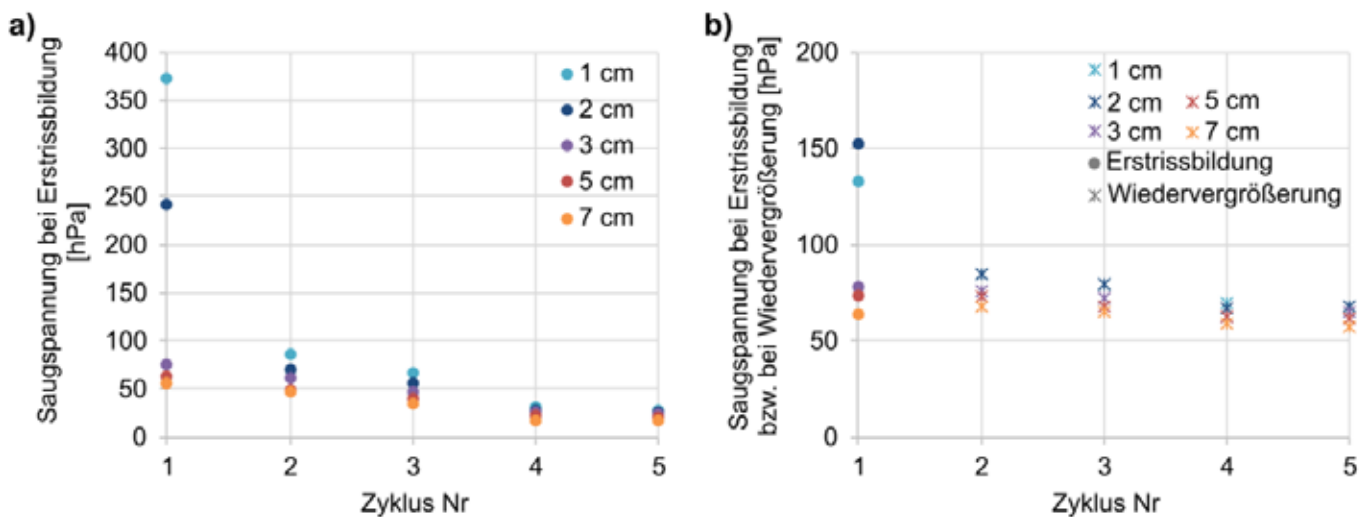 a)
Saugspannung bei Erstrissbildung
[hPa]
400
350
300
250
200
150
100
50
0
1 cm
2 cm
3 cm
5 cm
7 cm
1 2 3 4 5
Zyklus Nr
b)
Saugspannung bei Erstrissbildung
bzw. bei Wiedervergrößerung [hPa]
200
150
100
50
0
1 cm
2 cm 5 cm
3 cm 7 cm
Erstrissbildung
Wiedervergrößerung
1 2 3 4 5
Zyklus Nr